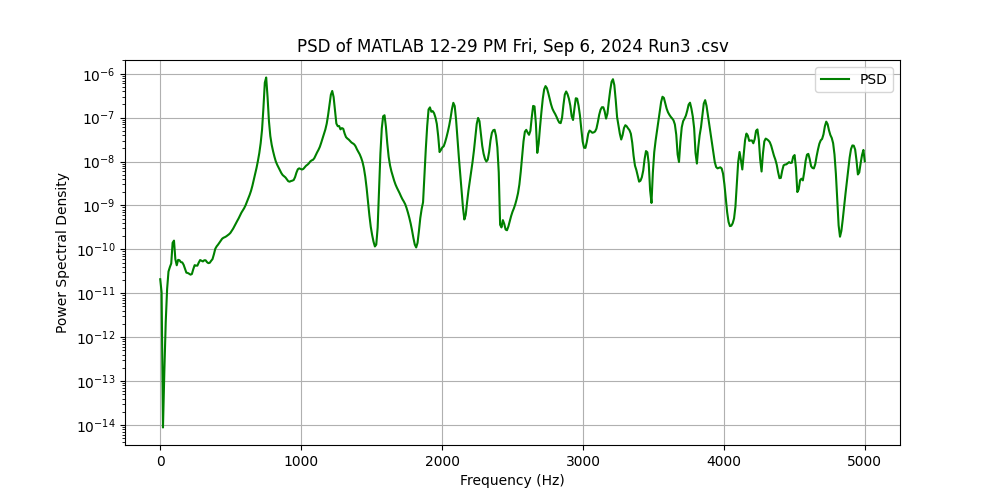 PSD of MATLAB 12-29 PM Fri, Sep 6, 2024 Run3 .csv
PSD
Power Spectral Density
10⁻⁶
10⁻⁷
10⁻⁸
10⁻⁹
10⁻¹⁰
10⁻¹¹
10⁻¹²
10⁻¹³
10⁻¹⁴
0 1000 2000 3000 4000 5000
Frequency (Hz)